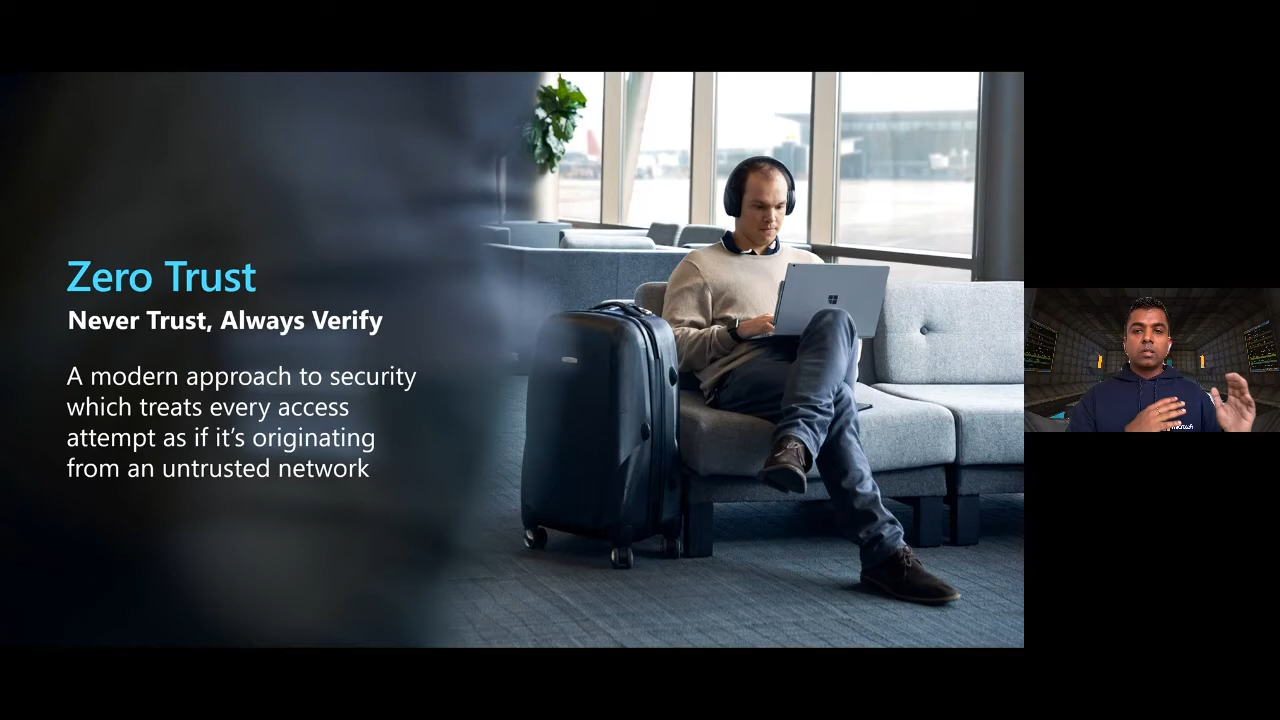 Zero Trust
Never Trust, Always Verify
A modern approach to security
which treats every access
attempt as if it’s originating
from an untrusted network